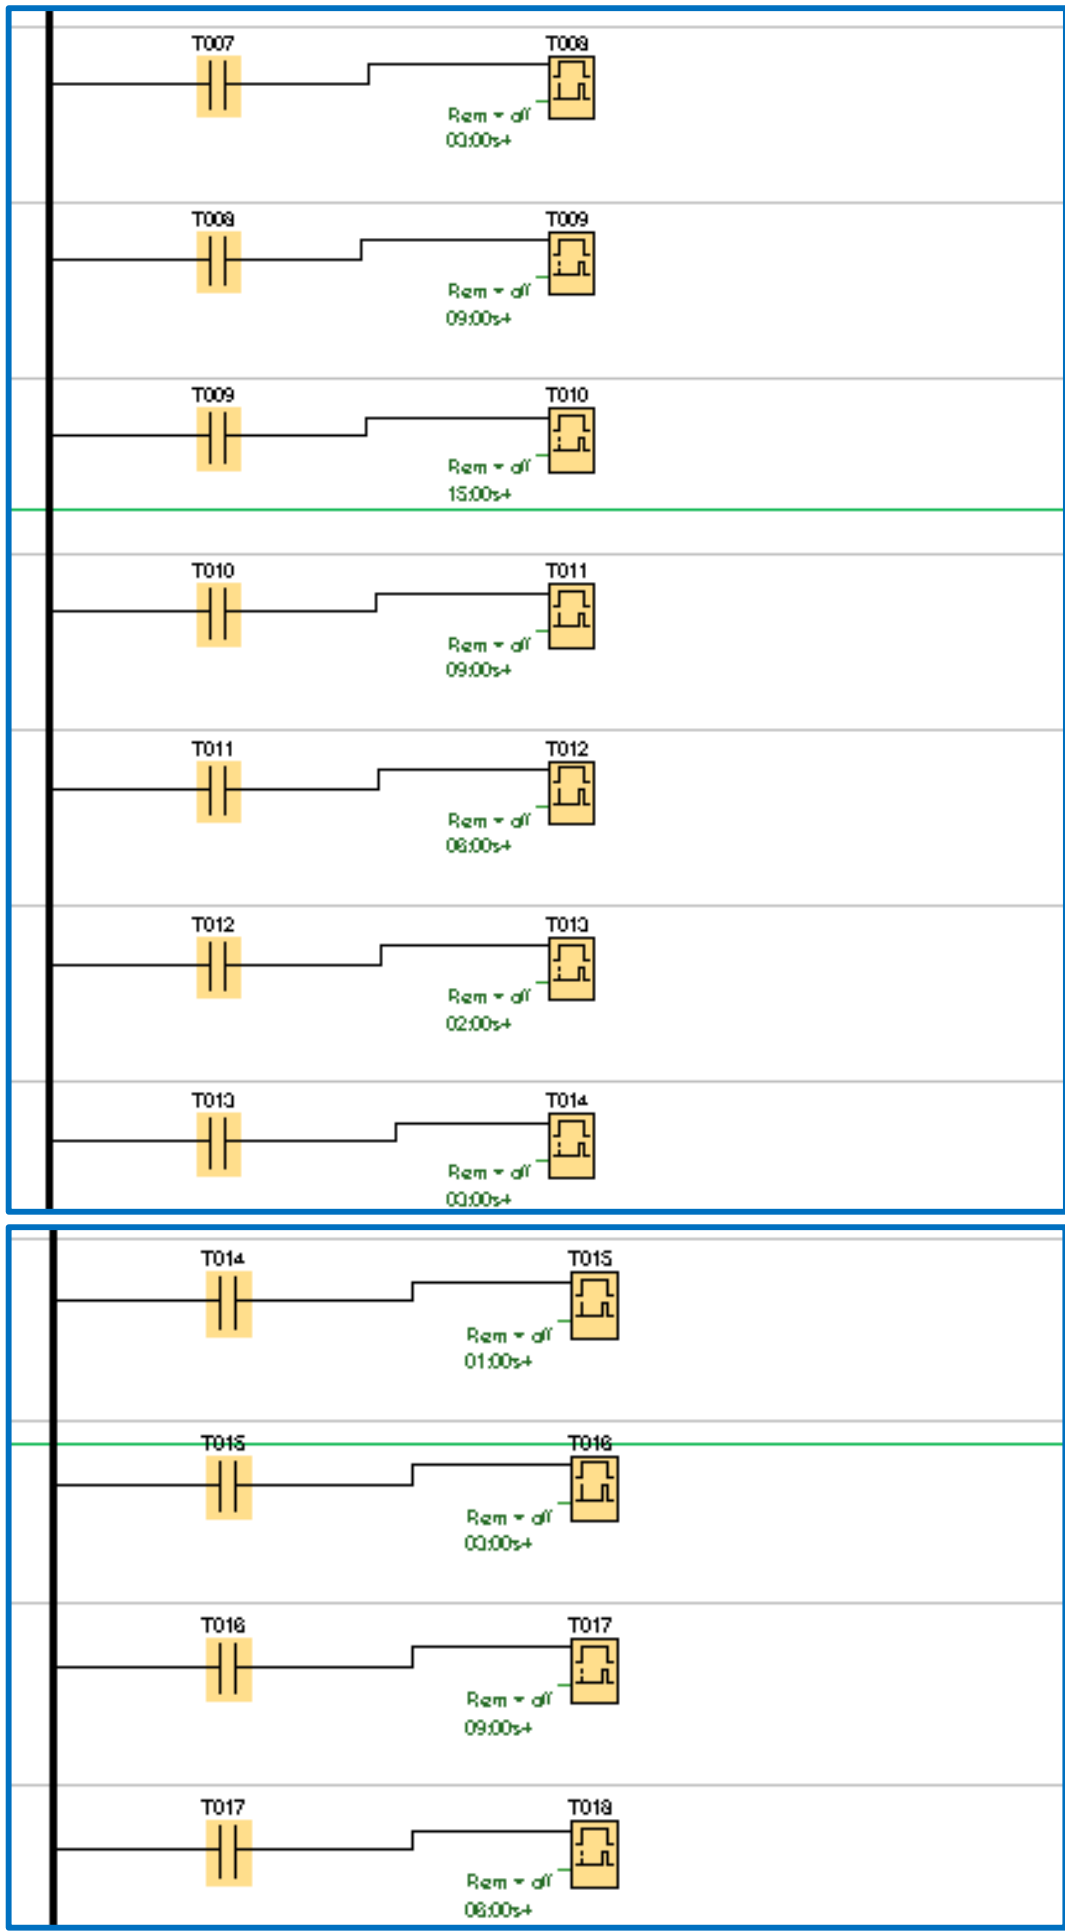 T007 T008
Rem = off
03:00s+
T008 T009
Rem = off
09:00s+
T009 T010
Rem = off
15:00s+
T010 T011
Rem = off
09:00s+
T011 T012
Rem = off
06:00s+
T012 T013
Rem = off
02:00s+
T013 T014
Rem = off
03:00s+
T014 T015
Rem = off
01:00s+
T015 T016
Rem = off
03:00s+
T016 T017
Rem = off
09:00s+
T017 T018
Rem = off
06:00s+